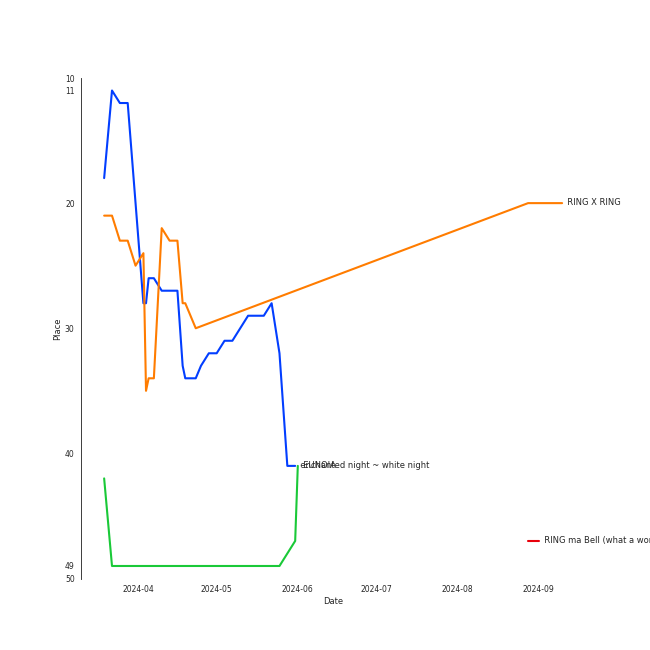 10
11
20
30
40
49
50
Place
RING X RING
EUNOIA
enchanted night ~ white night
RING ma Bell (what a wor
2024-04
2024-05
2024-06
2024-07
2024-08
2024-09
Date